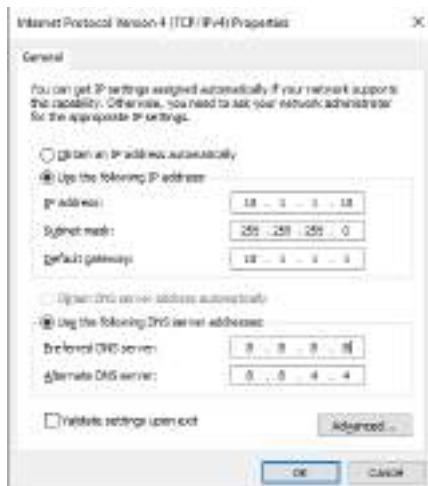 Internet Protocol Version 4 (TCP/IPv4) Properties
General
You can get IP settings assigned automatically if your network supports
this capability. Otherwise, you need to ask your network administrator
for the appropriate IP settings.
Obtain an IP address automatically
Use the following IP address:
IP address: 10 . 1 . 1 . 10
Subnet mask: 255 . 255 . 255 . 0
Default gateway: 10 . 1 . 1 . 1
Obtain DNS server address automatically
Use the following DNS server addresses:
Preferred DNS server: 8 . 8 . 8 . 8
Alternate DNS server: 8 . 8 . 4 . 4
Validate settings upon exit
Advanced...
OK Cancel